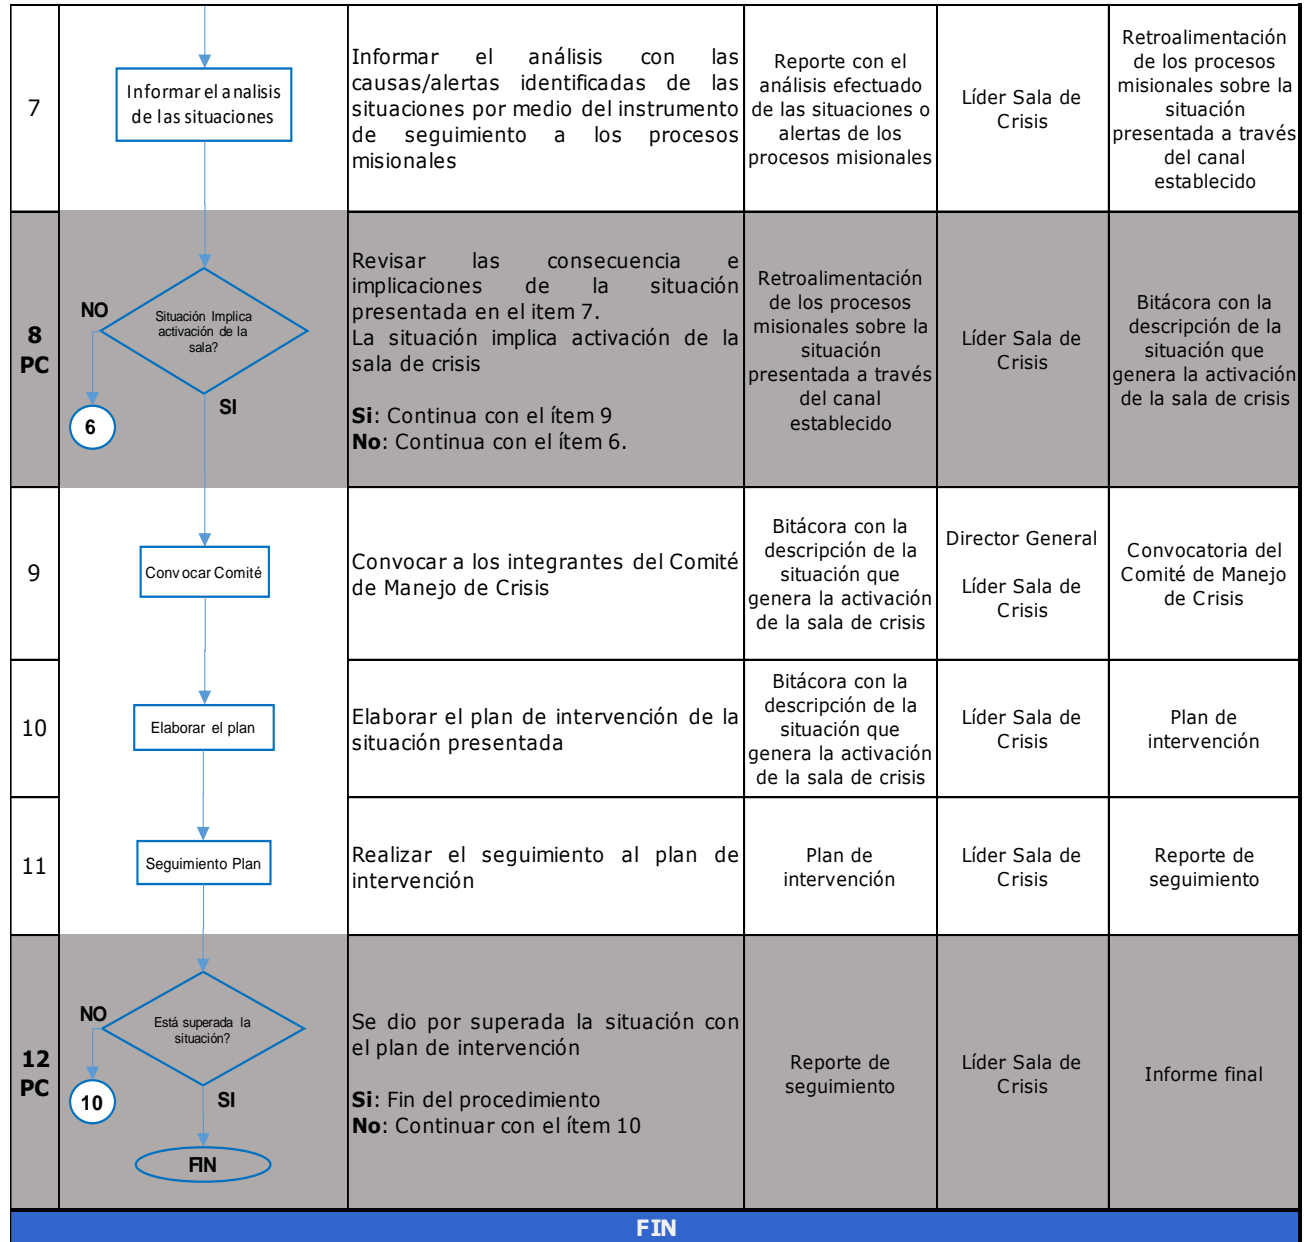 7
Informar el analisis
de las situaciones
Informar el análisis con las
causas/alertas identificadas de las
situaciones por medio del instrumento
de seguimiento a los procesos
misionales
Reporte con el
análisis efectuado
de las situaciones o
alertas de los
procesos misionales
Líder Sala de
Crisis
Retroalimentación
de los procesos
misionales sobre la
situación
presentada a través
del canal
establecido
8
PC
NO
Situación Implica
activación de la
sala?
6
SI
Revisar las consecuencia e
implicaciones de la situación
presentada en el item 7.
La situación implica activación de la
sala de crisis
Si: Continua con el ítem 9
No: Continua con el ítem 6.
Retroalimentación
de los procesos
misionales sobre la
situación
presentada a través
del canal
establecido
Líder Sala de
Crisis
Bitácora con la
descripción de la
situación que
genera la activación
de la sala de crisis
9
Convocar Comité
Convocar a los integrantes del Comité
de Manejo de Crisis
Bitácora con la
descripción de la
situación que
genera la activación
de la sala de crisis
Director General
Líder Sala de
Crisis
Convocatoria del
Comité de Manejo
de Crisis
10
Elaborar el plan
Elaborar el plan de intervención de la
situación presentada
Bitácora con la
descripción de la
situación que
genera la activación
de la sala de crisis
Líder Sala de
Crisis
Plan de
intervención
11
Seguimiento Plan
Realizar el seguimiento al plan de
intervención
Plan de
intervención
Líder Sala de
Crisis
Reporte de
seguimiento
12
PC
NO
Está superada la
situación?
10
SI
FIN
Se dio por superada la situación con
el plan de intervención
Si: Fin del procedimiento
No: Continuar con el ítem 10
Reporte de
seguimiento
Líder Sala de
Crisis
Informe final
FIN